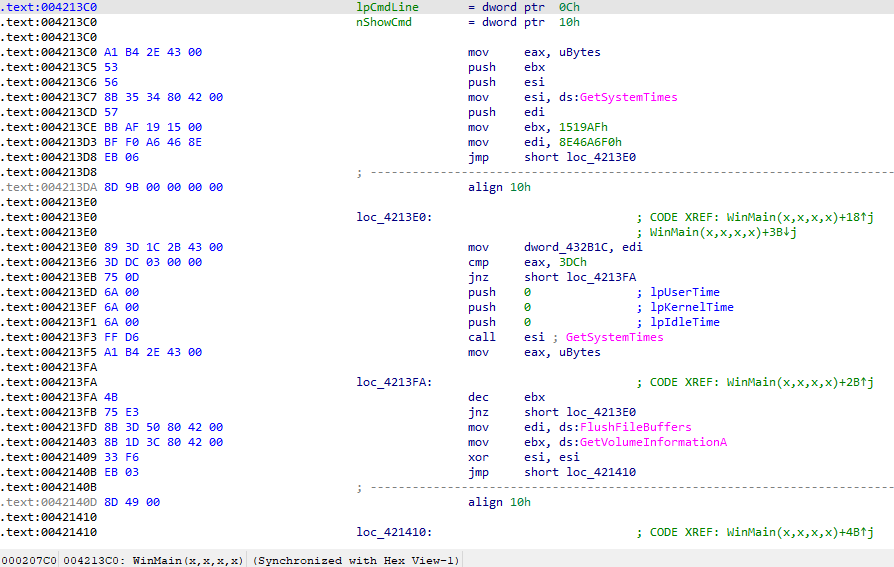 .text:004213C0 lpCmdLine = dword ptr 0Ch
.text:004213C0 nShowCmd = dword ptr 10h
.text:004213C0
.text:004213C0 A1 B4 2E 43 00 mov eax, uBytes
.text:004213C5 53 push ebx
.text:004213C6 56 push esi
.text:004213C7 8B 35 34 80 42 00 mov esi, ds:GetSystemTimes
.text:004213CD 57 push edi
.text:004213CE BB AF 19 15 00 mov ebx, 1519AFh
.text:004213D3 BF F0 A6 46 8E mov edi, 8E46A6F0h
.text:004213D8 EB 06 jmp short loc_4213E0
.text:004213D8 ; ---------------------------------------------------------------------------
.text:004213DA 8D 9B 00 00 00 00 align 10h
.text:004213E0
.text:004213E0 loc_4213E0: ; CODE XREF: WinMain(x,x,x,x)+18↑j
.text:004213E0 ; WinMain(x,x,x,x)+3B↓j
.text:004213E0 89 3D 1C 2B 43 00 mov dword_432B1C, edi
.text:004213E6 3D DC 03 00 00 cmp eax, 3DCh
.text:004213EB 75 0D jnz short loc_4213FA
.text:004213ED 6A 00 push 0 ; lpUserTime
.text:004213EF 6A 00 push 0 ; lpKernelTime
.text:004213F1 6A 00 push 0 ; lpIdleTime
.text:004213F3 FF D6 call esi ; GetSystemTimes
.text:004213F5 A1 B4 2E 43 00 mov eax, uBytes
.text:004213FA
.text:004213FA loc_4213FA: ; CODE XREF: WinMain(x,x,x,x)+2B↑j
.text:004213FA 4B dec ebx
.text:004213FB 75 E3 jnz short loc_4213E0
.text:004213FD 8B 3D 50 80 42 00 mov edi, ds:FlushFileBuffers
.text:00421403 8B 1D 3C 80 42 00 mov ebx, ds:GetVolumeInformationA
.text:00421409 33 F6 xor esi, esi
.text:0042140B EB 03 jmp short loc_421410
.text:0042140B ; ---------------------------------------------------------------------------
.text:0042140D 8D 49 00 align 10h
.text:00421410
.text:00421410 loc_421410: ; CODE XREF: WinMain(x,x,x,x)+4B↑j
000207C0 004213C0: WinMain(x,x,x,x) (Synchronized with Hex View-1)